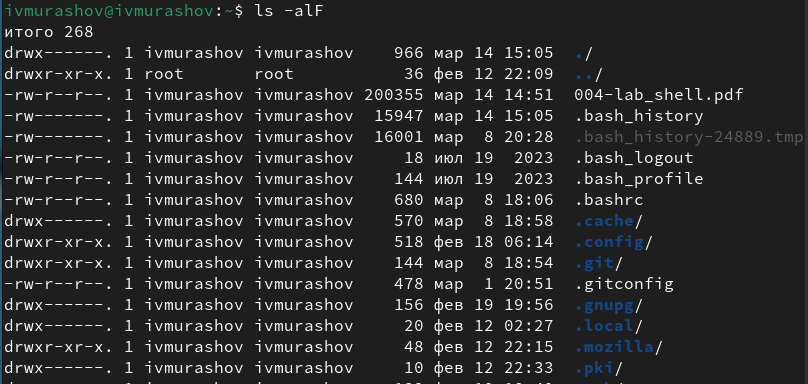 ivmurashov@ivmurashov:~$ ls -alF
итого 268
drwx------. 1 ivmurashov ivmurashov    966 мар 14 15:05  ./
drwxr-xr-x. 1 root       root           36 фев 12 22:09  ../
-rw-r--r--. 1 ivmurashov ivmurashov 200355 мар 14 14:51  004-lab_shell.pdf
-rw-------. 1 ivmurashov ivmurashov  15947 мар 14 15:05  .bash_history
-rw-------. 1 ivmurashov ivmurashov  16001 мар  8 20:28  .bash_history-24889.tmp
-rw-r--r--. 1 ivmurashov ivmurashov     18 июл 19  2023  .bash_logout
-rw-r--r--. 1 ivmurashov ivmurashov    144 июл 19  2023  .bash_profile
-rw-r--r--. 1 ivmurashov ivmurashov    680 мар  8 18:06  .bashrc
drwx------. 1 ivmurashov ivmurashov    570 мар  8 18:58  .cache/
drwxr-xr-x. 1 ivmurashov ivmurashov    518 фев 18 06:14  .config/
drwxr-xr-x. 1 ivmurashov ivmurashov    144 мар  8 18:54  .git/
-rw-r--r--. 1 ivmurashov ivmurashov    478 мар  1 20:51  .gitconfig
drwx------. 1 ivmurashov ivmurashov    156 фев 19 19:56  .gnupg/
drwx------. 1 ivmurashov ivmurashov     20 фев 12 02:27  .local/
drwxr-xr-x. 1 ivmurashov ivmurashov     48 фев 12 22:15  .mozilla/
drwx------. 1 ivmurashov ivmurashov     10 фев 12 22:33  .pki/